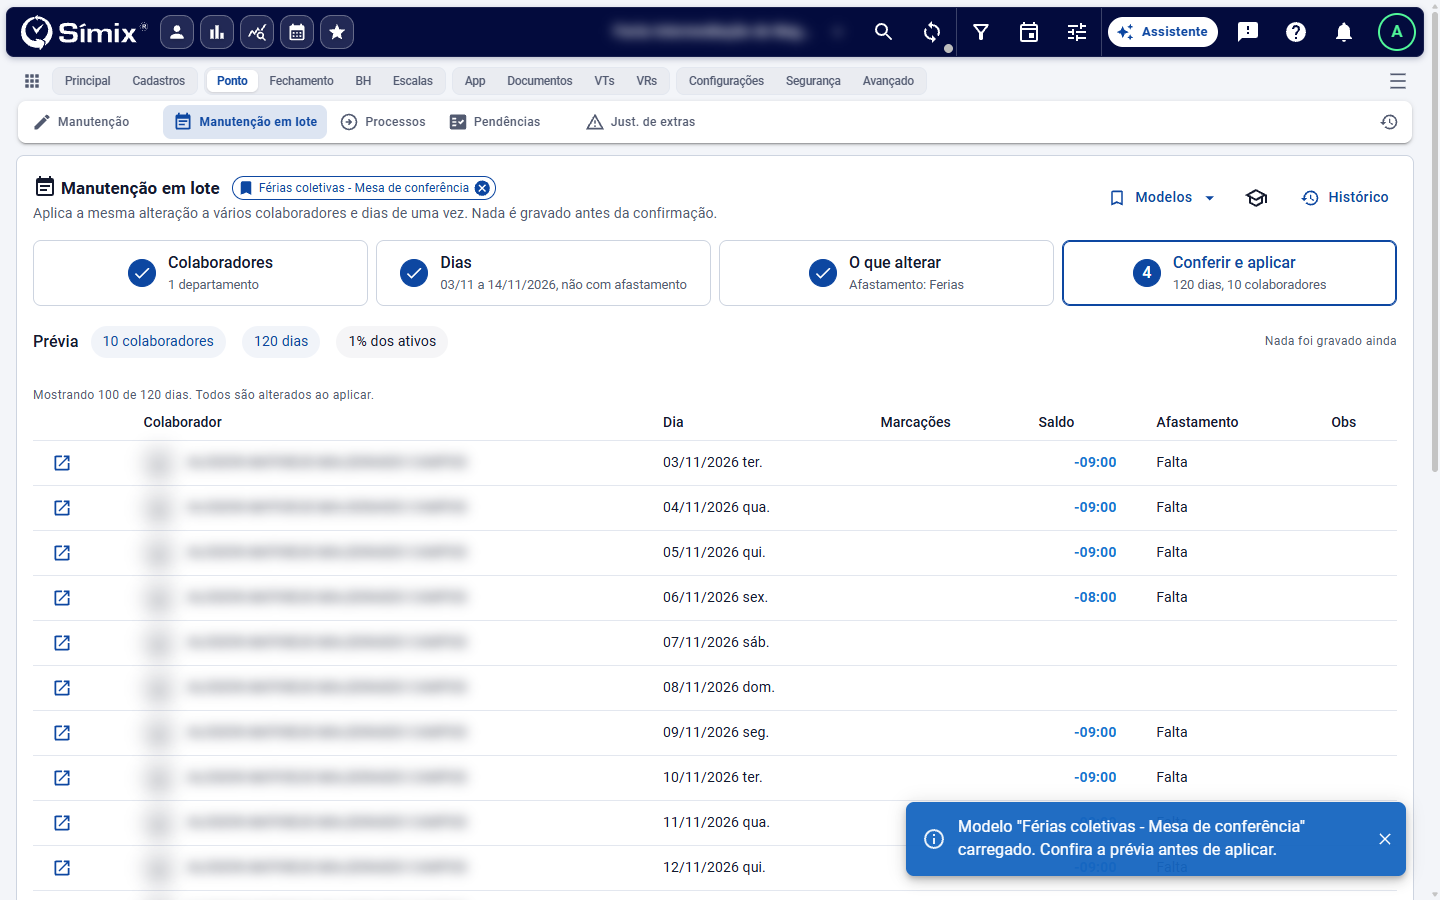 Símix®
Assistente
A
Principal
Cadastros
Ponto
Fechamento
BH
Escalas
App
Documentos
VTs
VRs
Configurações
Segurança
Avançado
Manutenção
Manutenção em lote
Processos
Pendências
Just. de extras
Manutenção em lote
Férias coletivas - Mesa de conferência
Aplica a mesma alteração a vários colaboradores e dias de uma vez. Nada é gravado antes da confirmação.
Modelos
Histórico
Colaboradores
1 departamento
Dias
03/11 a 14/11/2026, não com afastamento
O que alterar
Afastamento: Ferias
4
Conferir e aplicar
120 dias, 10 colaboradores
Prévia
10 colaboradores
120 dias
1% dos ativos
Nada foi gravado ainda
Mostrando 100 de 120 dias. Todos são alterados ao aplicar.
Colaborador Dia Marcações Saldo Afastamento Obs
03/11/2026 ter. -09:00 Falta
04/11/2026 qua. -09:00 Falta
05/11/2026 qui. -09:00 Falta
06/11/2026 sex. -08:00 Falta
07/11/2026 sáb.
08/11/2026 dom.
09/11/2026 seg. -09:00 Falta
10/11/2026 ter. -09:00 Falta
11/11/2026 qua.
12/11/2026 qui.
Modelo "Férias coletivas - Mesa de conferência"
carregado. Confira a prévia antes de aplicar.